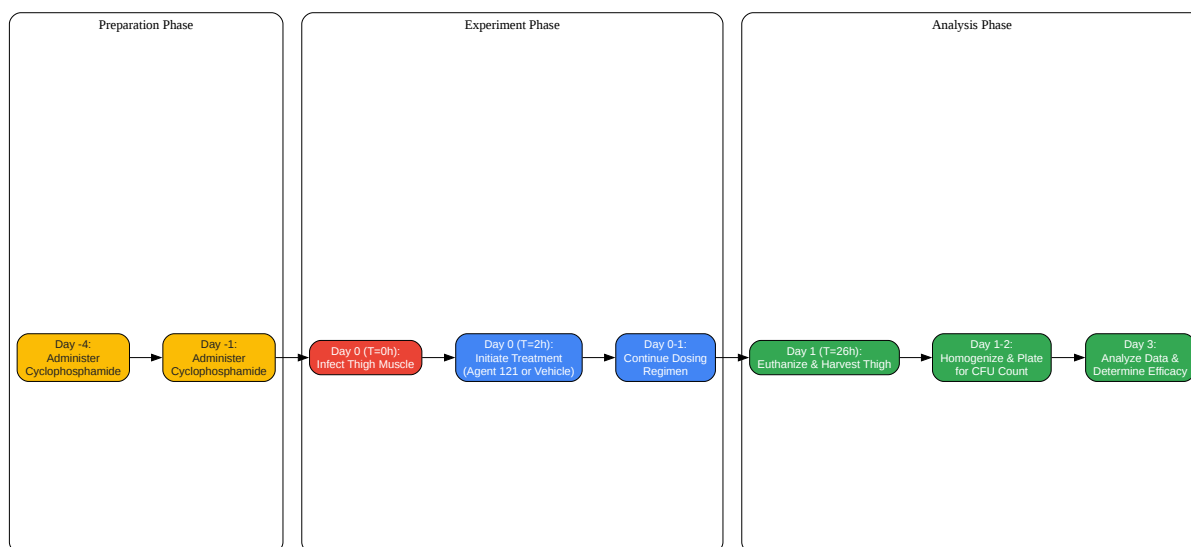 Preparation Phase
Experiment Phase
Analysis Phase
Day -4:
Administer
Cyclophosphamide
Day -1:
Administer
Cyclophosphamide
Day 0 (T=0h):
Infect Thigh Muscle
Day 0 (T=2h):
Initiate Treatment
(Agent 121 or Vehicle)
Day 0-1:
Continue Dosing
Regimen
Day 1 (T=26h):
Euthanize & Harvest Thigh
Day 1-2:
Homogenize & Plate
for CFU Count
Day 3:
Analyze Data &
Determine Efficacy